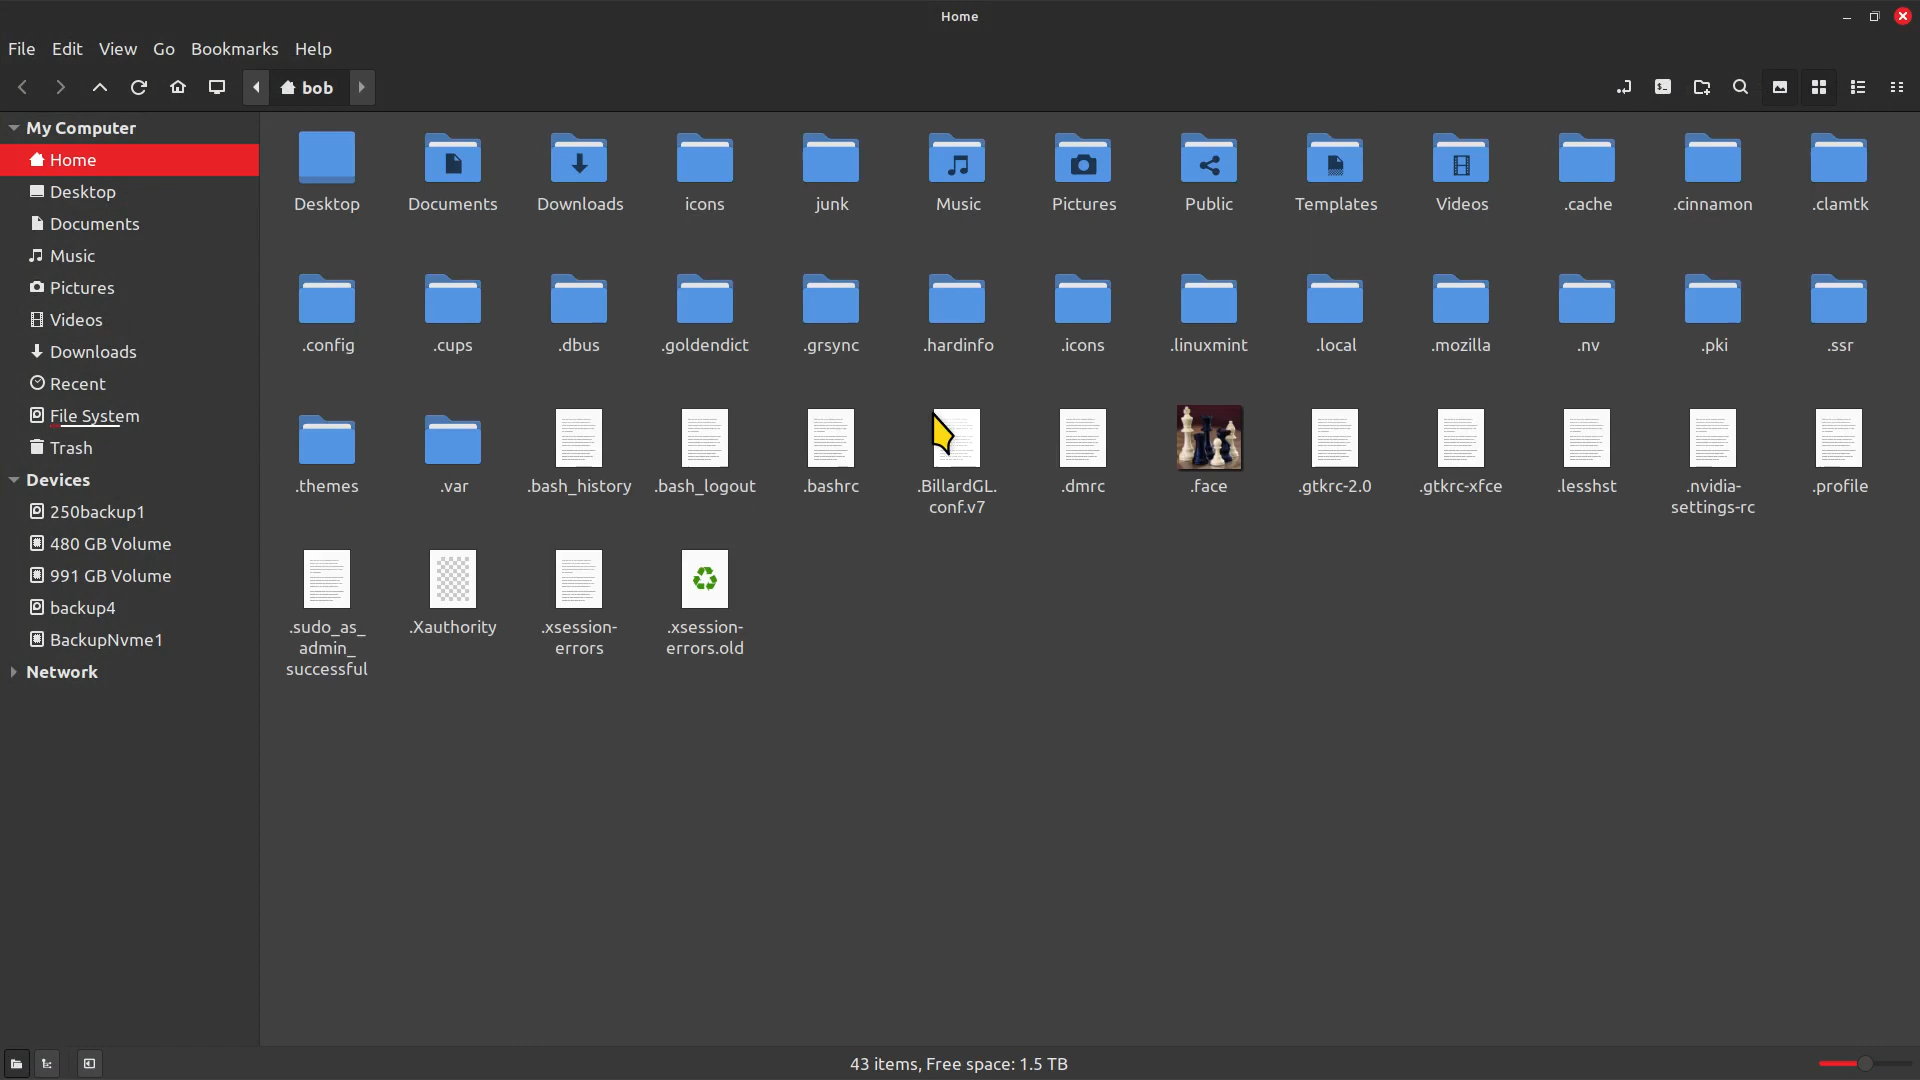 Home
File Edit View Go Bookmarks Help
bob
My Computer
Home
Desktop
Documents
Music
Pictures
Videos
Downloads
Recent
File System
Trash
Devices
250backup1
480 GB Volume
991 GB Volume
backup4
BackupNvme1
Network
Desktop Documents Downloads icons junk Music Pictures Public Templates Videos .cache .cinnamon .clamtk
.config .cups .dbus .goldendict .grsync .hardinfo .icons .linuxmint .local .mozilla .nv .pki .ssr
.themes .var .bash_history .bash_logout .bashrc .BillardGL. .dmrc .face .gtkrc-2.0 .gtkrc-xfce .lesshst .nvidia- .profile
conf.v7 settings-rc
.sudo_as_ .Xauthority .xsession- .xsession-
admin_ errors errors.old
successful
43 items, Free space: 1.5 TB